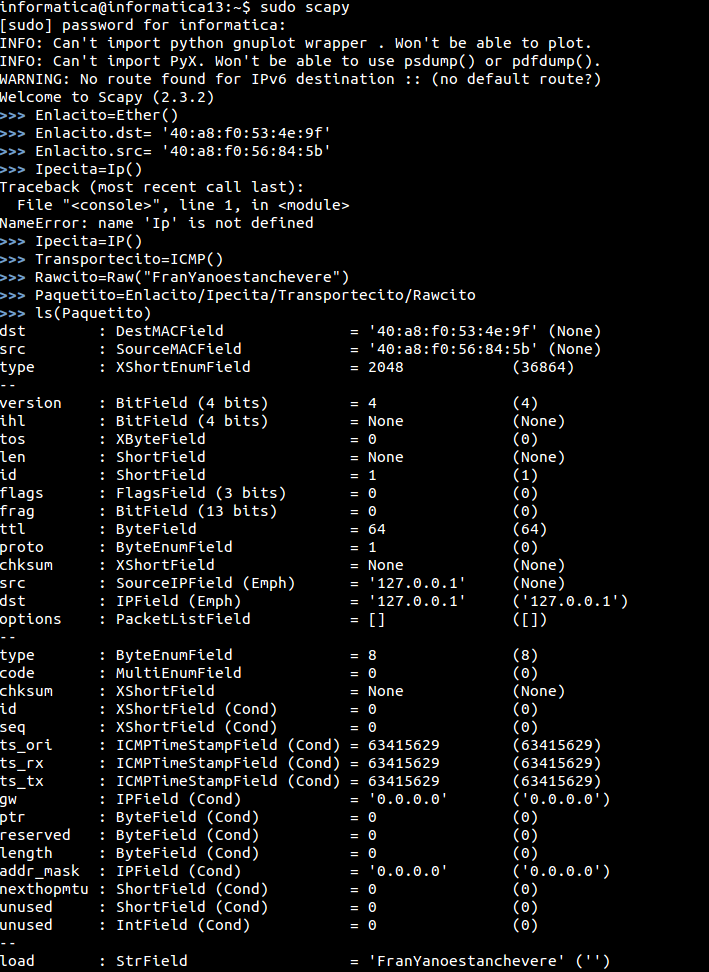 informatica@informatica13:~$ sudo scapy
[sudo] password for informatica:
INFO: Can't import python gnuplot wrapper . Won't be able to plot.
INFO: Can't import PyX. Won't be able to use psdump() or pdfdump().
WARNING: No route found for IPv6 destination :: (no default route?)
Welcome to Scapy (2.3.2)
>>> Enlacito=Ether()
>>> Enlacito.dst= '40:a8:f0:53:4e:9f'
>>> Enlacito.src= '40:a8:f0:56:84:5b'
>>> Ipecita=Ip()
Traceback (most recent call last):
  File "<console>", line 1, in <module>
NameError: name 'Ip' is not defined
>>> Ipecita=IP()
>>> Transportecito=ICMP()
>>> Rawcito=Raw("FranYanoestanchevere")
>>> Paquetito=Enlacito/Ipecita/Transportecito/Rawcito
>>> ls(Paquetito)
dst        : DestMACField               = '40:a8:f0:53:4e:9f' (None)
src        : SourceMACField             = '40:a8:f0:56:84:5b' (None)
type       : XShortEnumField            = 2048            (36864)
--
version    : BitField (4 bits)          = 4               (4)
ihl        : BitField (4 bits)          = None            (None)
tos        : XByteField                 = 0               (0)
len        : ShortField                 = None            (None)
id         : ShortField                 = 1               (1)
flags      : FlagsField (3 bits)        = 0               (0)
frag       : BitField (13 bits)         = 0               (0)
ttl        : ByteField                  = 64              (64)
proto      : ByteEnumField              = 1               (0)
chksum     : XShortField                = None            (None)
src        : SourceIPField (Emph)       = '127.0.0.1'     (None)
dst        : IPField (Emph)             = '127.0.0.1'     ('127.0.0.1')
options    : PacketListField            = []              ([])
--
type       : ByteEnumField              = 8               (8)
code       : MultiEnumField             = 0               (0)
chksum     : XShortField                = None            (None)
id         : XShortField (Cond)         = 0               (0)
seq        : XShortField (Cond)         = 0               (0)
ts_ori     : ICMPTimeStampField (Cond) = 63415629        (63415629)
ts_rx      : ICMPTimeStampField (Cond) = 63415629        (63415629)
ts_tx      : ICMPTimeStampField (Cond) = 63415629        (63415629)
gw         : IPField (Cond)             = '0.0.0.0'       ('0.0.0.0')
ptr        : ByteField (Cond)           = 0               (0)
reserved   : ByteField (Cond)           = 0               (0)
length     : ByteField (Cond)           = 0               (0)
addr_mask  : IPField (Cond)             = '0.0.0.0'       ('0.0.0.0')
nexthopmtu : ShortField (Cond)          = 0               (0)
unused     : ShortField (Cond)          = 0               (0)
unused     : IntField (Cond)            = 0               (0)
--
load       : StrField                   = 'FranYanoestanchevere' ('')